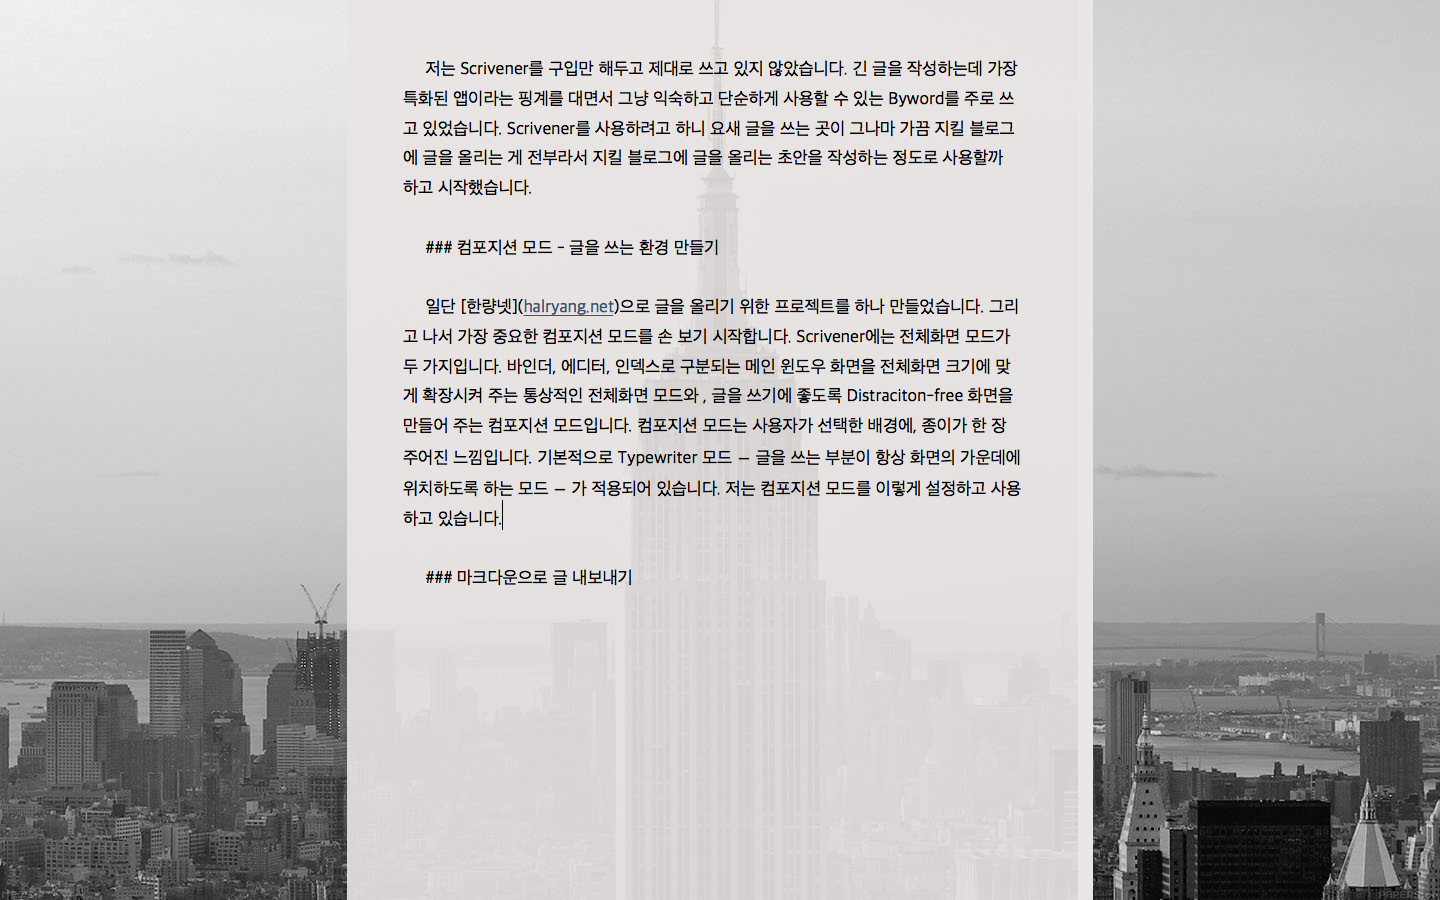 저는 Scrivener를 구입만 해두고 제대로 쓰고 있지 않았습니다. 긴 글을 작성하는데 가장
특화된 앱이라는 핑계를 대면서 그냥 익숙하고 단순하게 사용할 수 있는 Byword를 주로 쓰
고 있었습니다. Scrivener를 사용하려고 하니 요새 글을 쓰는 곳이 그나마 가끔 지킬 블로그
에 글을 올리는 게 전부라서 지킬 블로그에 글을 올리는 초안을 작성하는 정도로 사용할까
하고 시작했습니다.
### 컴포지션 모드 - 글을 쓰는 환경 만들기
일단 [한량넷](halryang.net)으로 글을 올리기 위한 프로젝트를 하나 만들었습니다. 그리
고 나서 가장 중요한 컴포지션 모드를 손 보기 시작합니다. Scrivener에는 전체화면 모드가
두 가지입니다. 바인더, 에디터, 인덱스로 구분되는 메인 윈도우 화면을 전체화면 크기에 맞
게 확장시켜 주는 통상적인 전체화면 모드와 , 글을 쓰기에 좋도록 Distraciton-free 화면을
만들어 주는 컴포지션 모드입니다. 컴포지션 모드는 사용자가 선택한 배경에, 종이가 한 장
주어진 느낌입니다. 기본적으로 Typewriter 모드 — 글을 쓰는 부분이 항상 화면의 가운데에
위치하도록 하는 모드 — 가 적용되어 있습니다. 저는 컴포지션 모드를 이렇게 설정하고 사용
하고 있습니다.
### 마크다운으로 글 내보내기